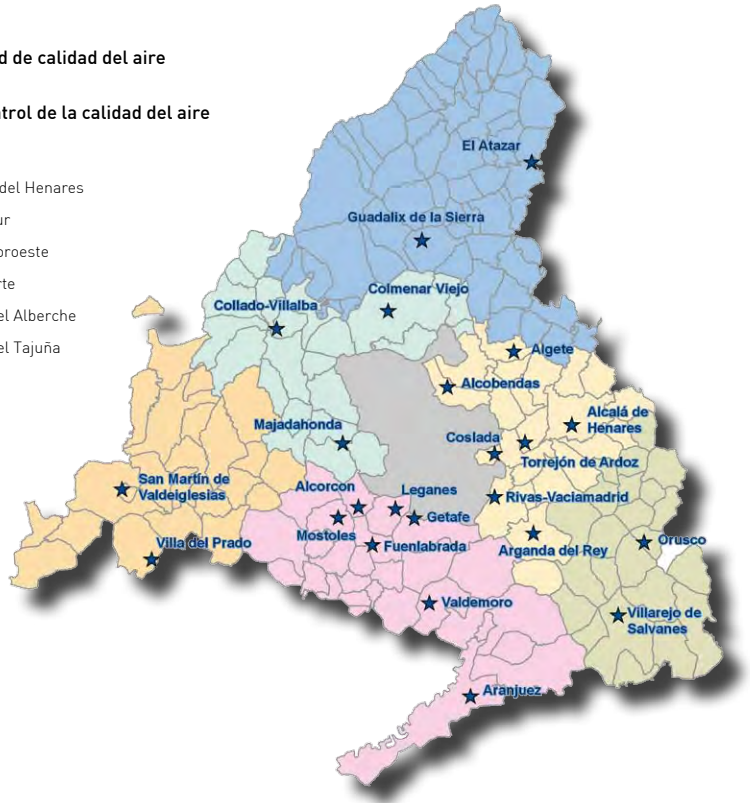 d de calidad del aire
trol de la calidad del aire
del Henares
ur
oroeste
rte
el Alberche
el Tajuña
El Atazar
Guadalix de la Sierra
Colmenar Viejo
Collado-Villalba
Algete
Alcobendas
Alcalá de
Henares
Majadahonda
Coslada
Torrejón de Ardoz
San Martín de
Valdeiglesias
Alcorcon
Leganes
Rivas-Vaciamadrid
Getafe
Mostoles
Fuenlabrada
Villa del Prado
Arganda del Rey
Orusco
Valdemoro
Villarejo de
Salvanes
Aranjuez